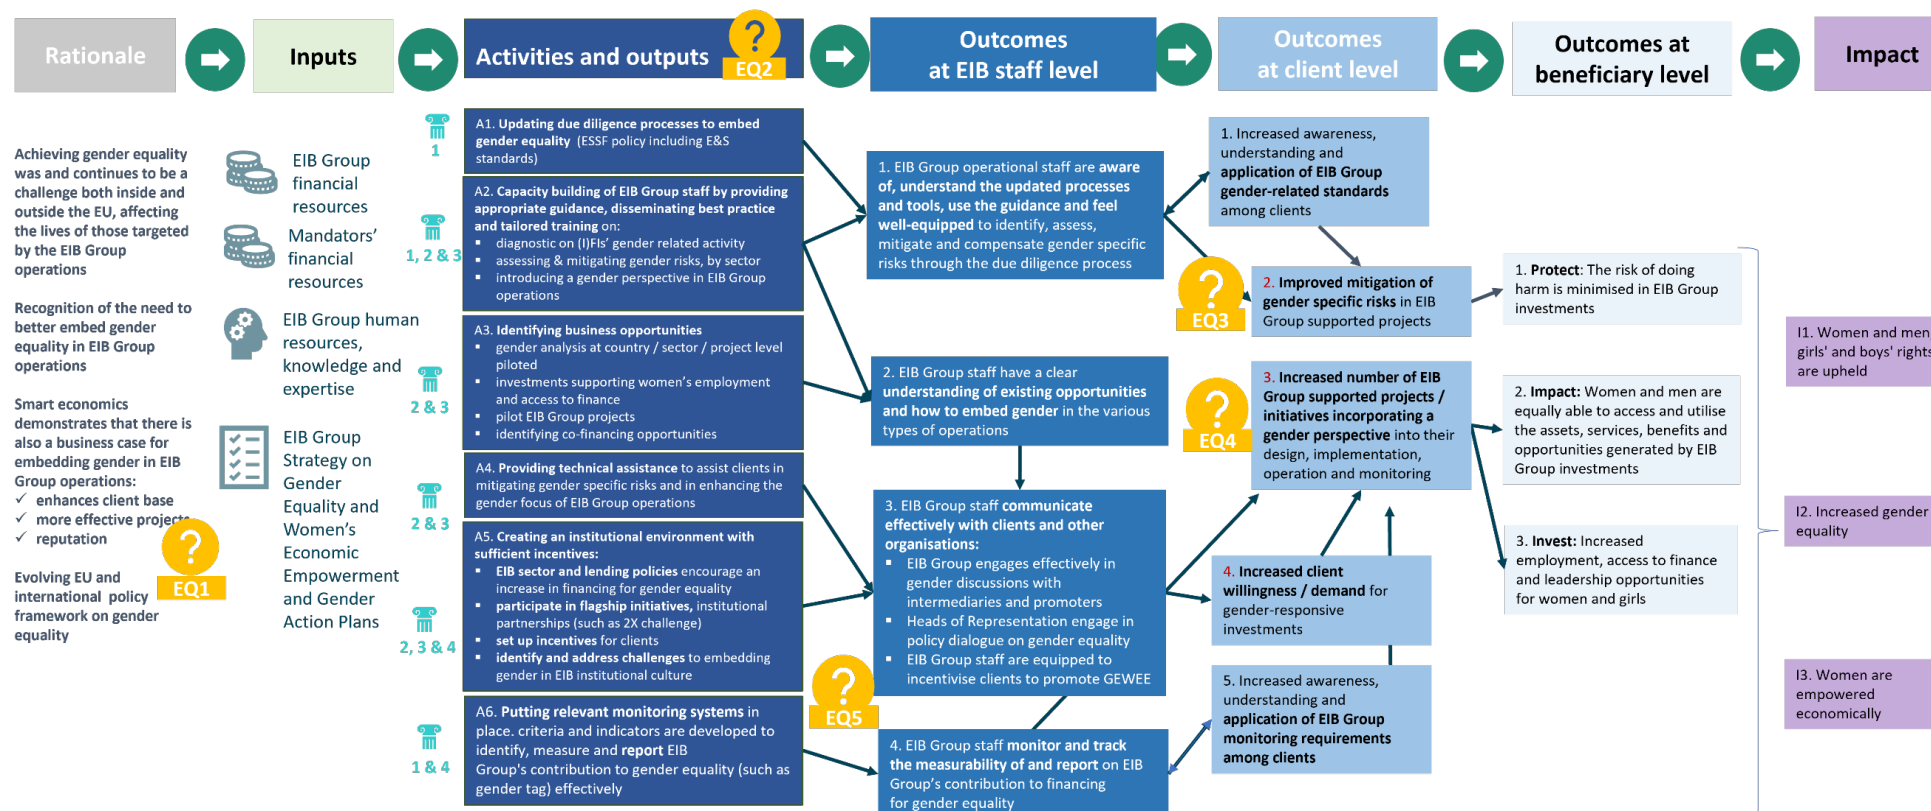 Rationale
Inputs
Activities and outputs
EQ2
Outcomes
at EIB staff level
Outcomes
at client level
Outcomes at
beneficiary level
Impact
Achieving gender equality
was and continues to be a
challenge both inside and
outside the EU, affecting
the lives of those targeted
by the EIB Group
operations
Recognition of the need to
better embed gender
equality in EIB Group
operations
Smart economics
demonstrates that there is
also a business case for
embedding gender in EIB
Group operations:
✓ enhances client base
✓ more effective projects
✓ reputation
EQ1
Evolving EU and
international policy
framework on gender
equality
EIB Group
financial
resources
Mandators'
financial
resources
EIB Group human
resources,
knowledge and
expertise
EIB Group
Strategy on
Gender
Equality and
Women's
Economic
Empowerment
and Gender
Action Plans
1
1, 2 & 3
2 & 3
2 & 3
2, 3 & 4
1 & 4
A1. Updating due diligence processes to embed
gender equality (ESSF policy including E&S
standards)
A2. Capacity building of EIB Group staff by providing
appropriate guidance, disseminating best practice
and tailored training on:
▪ diagnostic on (I)FIs' gender related activity
▪ assessing & mitigating gender risks, by sector
▪ introducing a gender perspective in EIB Group
operations
A3. Identifying business opportunities
▪ gender analysis at country / sector / project level
piloted
▪ investments supporting women's employment
and access to finance
▪ pilot EIB Group projects
▪ identifying co-financing opportunities
A4. Providing technical assistance to assist clients in
mitigating gender specific risks and in enhancing the
gender focus of EIB Group operations
A5. Creating an institutional environment with
sufficient incentives:
▪ EIB sector and lending policies encourage an
increase in financing for gender equality
▪ participate in flagship initiatives, institutional
partnerships (such as 2X challenge)
▪ set up incentives for clients
▪ identify and address challenges to embedding
gender in EIB institutional culture
A6. Putting relevant monitoring systems in
place. criteria and indicators are developed to
identify, measure and report EIB
Group's contribution to gender equality (such as
gender tag) effectively
1. EIB Group operational staff are aware
of, understand the updated processes
and tools, use the guidance and feel
well-equipped to identify, assess,
mitigate and compensate gender specific
risks through the due diligence process
2. EIB Group staff have a clear
understanding of existing opportunities
and how to embed gender in the various
types of operations
3. EIB Group staff communicate
effectively with clients and other
organisations:
▪ EIB Group engages effectively in
gender discussions with
intermediaries and promoters
▪ Heads of Representation engage in
policy dialogue on gender equality
▪ EIB Group staff are equipped to
incentivise clients to promote GEWEE
EQ5
4. EIB Group staff monitor and track
the measurability of and report on EIB
Group's contribution to financing
for gender equality
1. Increased awareness,
understanding and
application of EIB Group
gender-related standards
among clients
EQ3
2. Improved mitigation of
gender specific risks in EIB
Group supported projects
EQ4
3. Increased number of EIB
Group supported projects /
initiatives incorporating a
gender perspective into their
design, implementation,
operation and monitoring
4. Increased client
willingness / demand for
gender-responsive
investments
5. Increased awareness,
understanding and
application of EIB Group
monitoring requirements
among clients
1. Protect: The risk of doing
harm is minimised in EIB Group
investments
2. Impact: Women and men are
equally able to access and utilise
the assets, services, benefits and
opportunities generated by EIB
Group investments
3. Invest: Increased
employment, access to finance
and leadership opportunities
for women and girls
I1. Women and men
girls' and boys' rights
are upheld
I2. Increased gender
equality
I3. Women are
empowered
economically